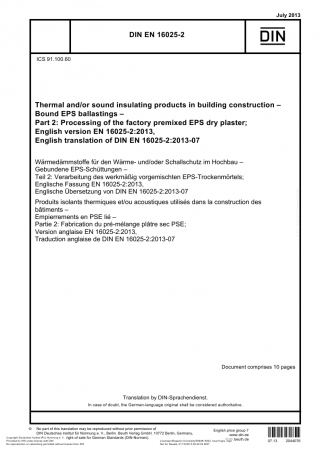 July 2013
DIN EN 16025-2
DIN
ICS 91.100.60
Thermal and/or sound insulating products in building construction –
Bound EPS ballastings –
Part 2: Processing of the factory premixed EPS dry plaster;
English version EN 16025-2:2013,
English translation of DIN EN 16025-2:2013-07
Wärmedämmstoffe für den Wärme- und/oder Schallschutz im Hochbau –
Gebundene EPS-Schüttungen –
Teil 2: Verarbeitung des werkmäßig vorgemischten EPS-Trockenmörtels;
Englische Fassung EN 16025-2:2013,
Englische Übersetzung von DIN EN 16025-2:2013-07
Produits isolants thermiques et/ou acoustiques utilisés dans la construction des
bâtiments –
Empierrements en PSE lié –
Partie 2: Fabrication du pré-mélange plâtre sec PSE;
Version anglaise EN 16025-2:2013,
Traduction anglaise de DIN EN 16025-2:2013-07
Document comprises 10 pages
Translation by DIN-Sprachendienst.
In case of doubt, the German-language original shall be considered authoritative.
No part of this translation may be reproduced without prior permission of
DIN Deutsches Institut für Normung e. V., Berlin. Beuth Verlag GmbH, 10772 Berlin, Germany,
right of sale for German Standards (DIN-Normen).
English price group 7
www.din.de
www.beuth.de
07.13